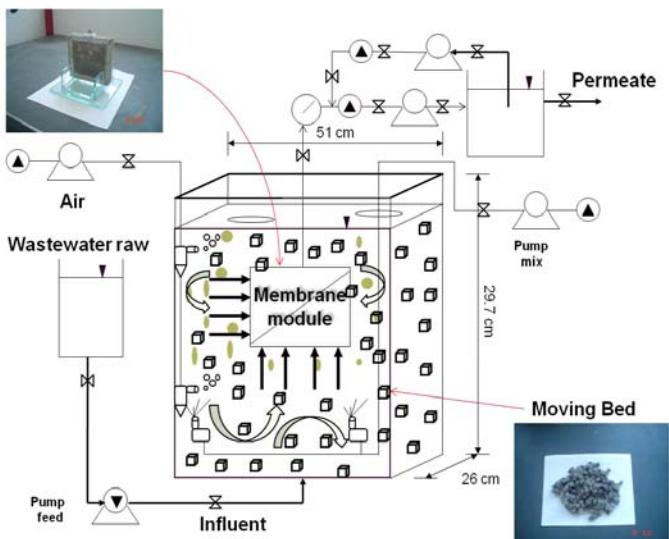 Permeate
51 cm
Air
Wastewater raw
Pump
mix
Membrane
module
29.7 cm
Moving Bed
26 cm
Pump
feed
Influent